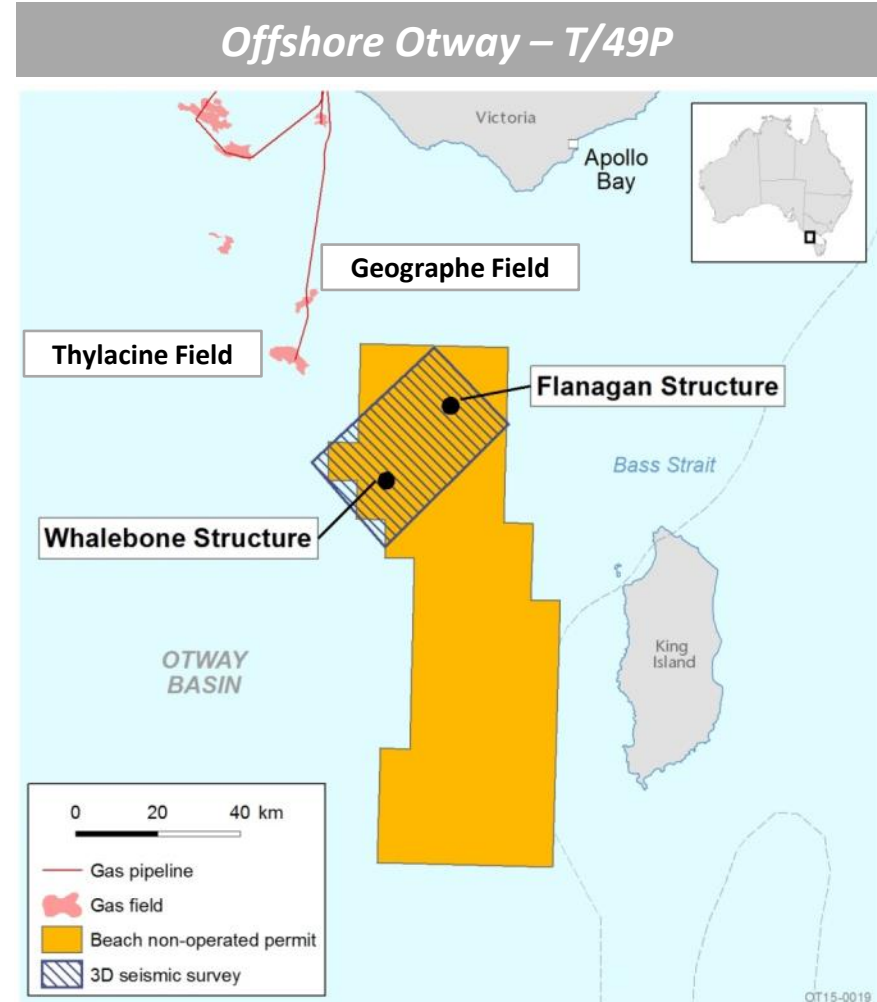 Offshore Otway – T/49P
Victoria
Apollo
Bay
Geographe Field
Thylacine Field
Flanagan Structure
Bass Strait
Whalebone Structure
OTWAY
BASIN
King
Island
0 20 40 km
Gas pipeline
Gas field
Beach non-operated permit
3D seismic survey
OT15-0019